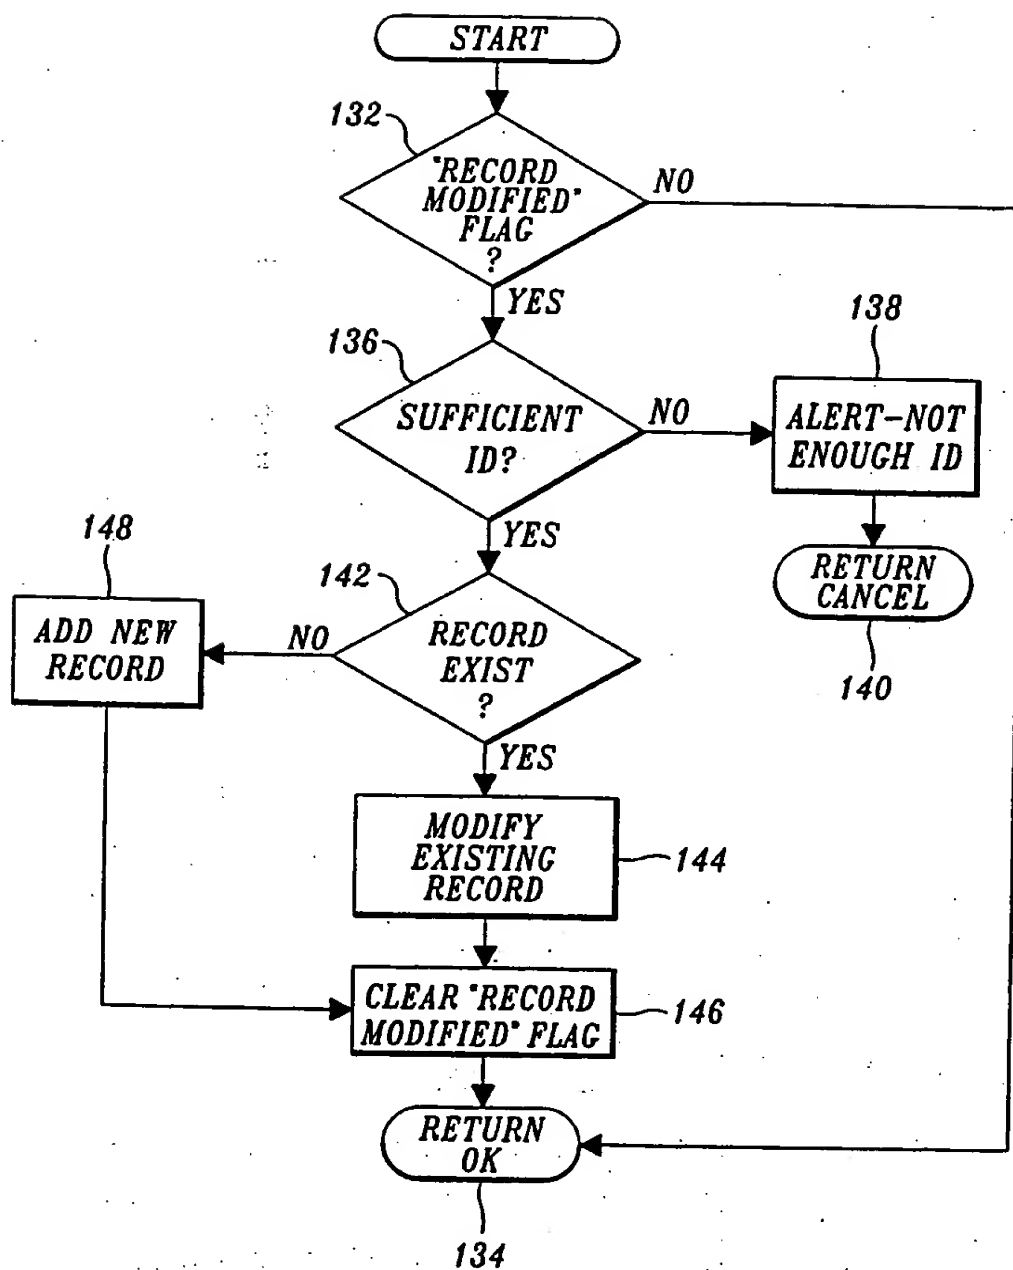 START
132
"RECORD
MODIFIED"
FLAG
?
NO
YES
136
SUFFICIENT
ID?
NO
138
ALERT-NOT
ENOUGH ID
YES
RETURN
CANCEL
140
148
ADD NEW
RECORD
142
NO
RECORD
EXIST
?
YES
MODIFY
EXISTING
RECORD
144
CLEAR "RECORD
MODIFIED" FLAG
146
RETURN
OK
134